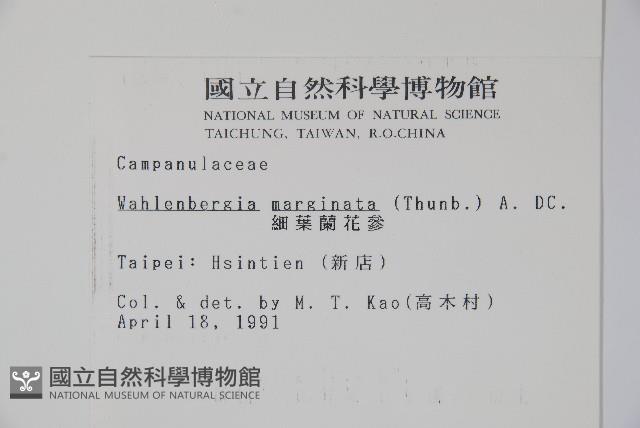 國立自然科學博物館
NATIONAL MUSEUM OF NATURAL SCIENCE
TAICHUNG, TAIWAN, R.O.CHINA
Campanulaceae
Wahlenbergia marginata (Thunb.) A. DC.
細葉蘭花參
Taipei: Hsintien (新店)
Col. & det. by M. T. Kao(高木村)
April 18, 1991
國立自然科學博物館
NATIONAL MUSEUM OF NATURAL SCIENCE